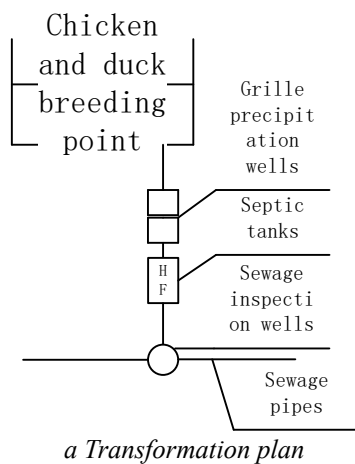 Chicken
and duck
breeding
point
Grille
precipit
ation
wells
Septic
tanks
H
F
Sewage
inspecti
on wells
Sewage
pipes
a Transformation plan